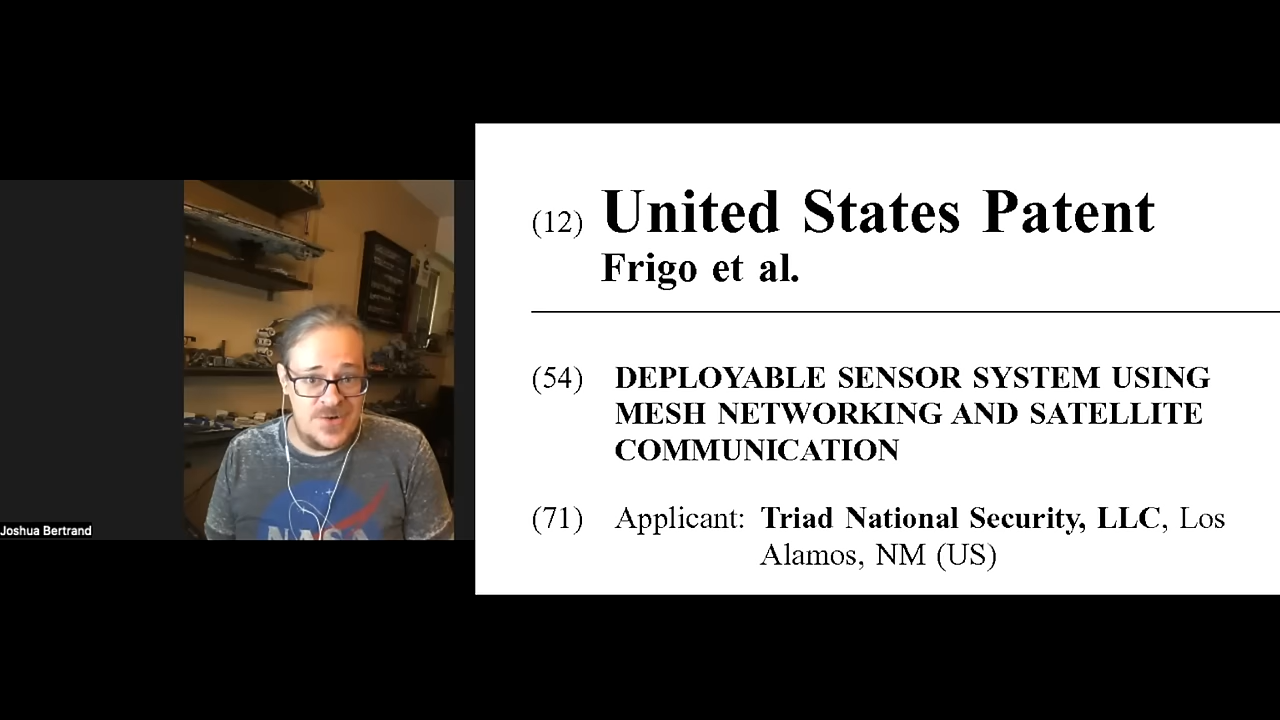 (12) United States Patent
Frigo et al.
(54) DEPLOYABLE SENSOR SYSTEM USING
MESH NETWORKING AND SATELLITE
COMMUNICATION
(71) Applicant: Triad National Security, LLC, Los
Alamos, NM (US)
NASA
Joshua Bertrand